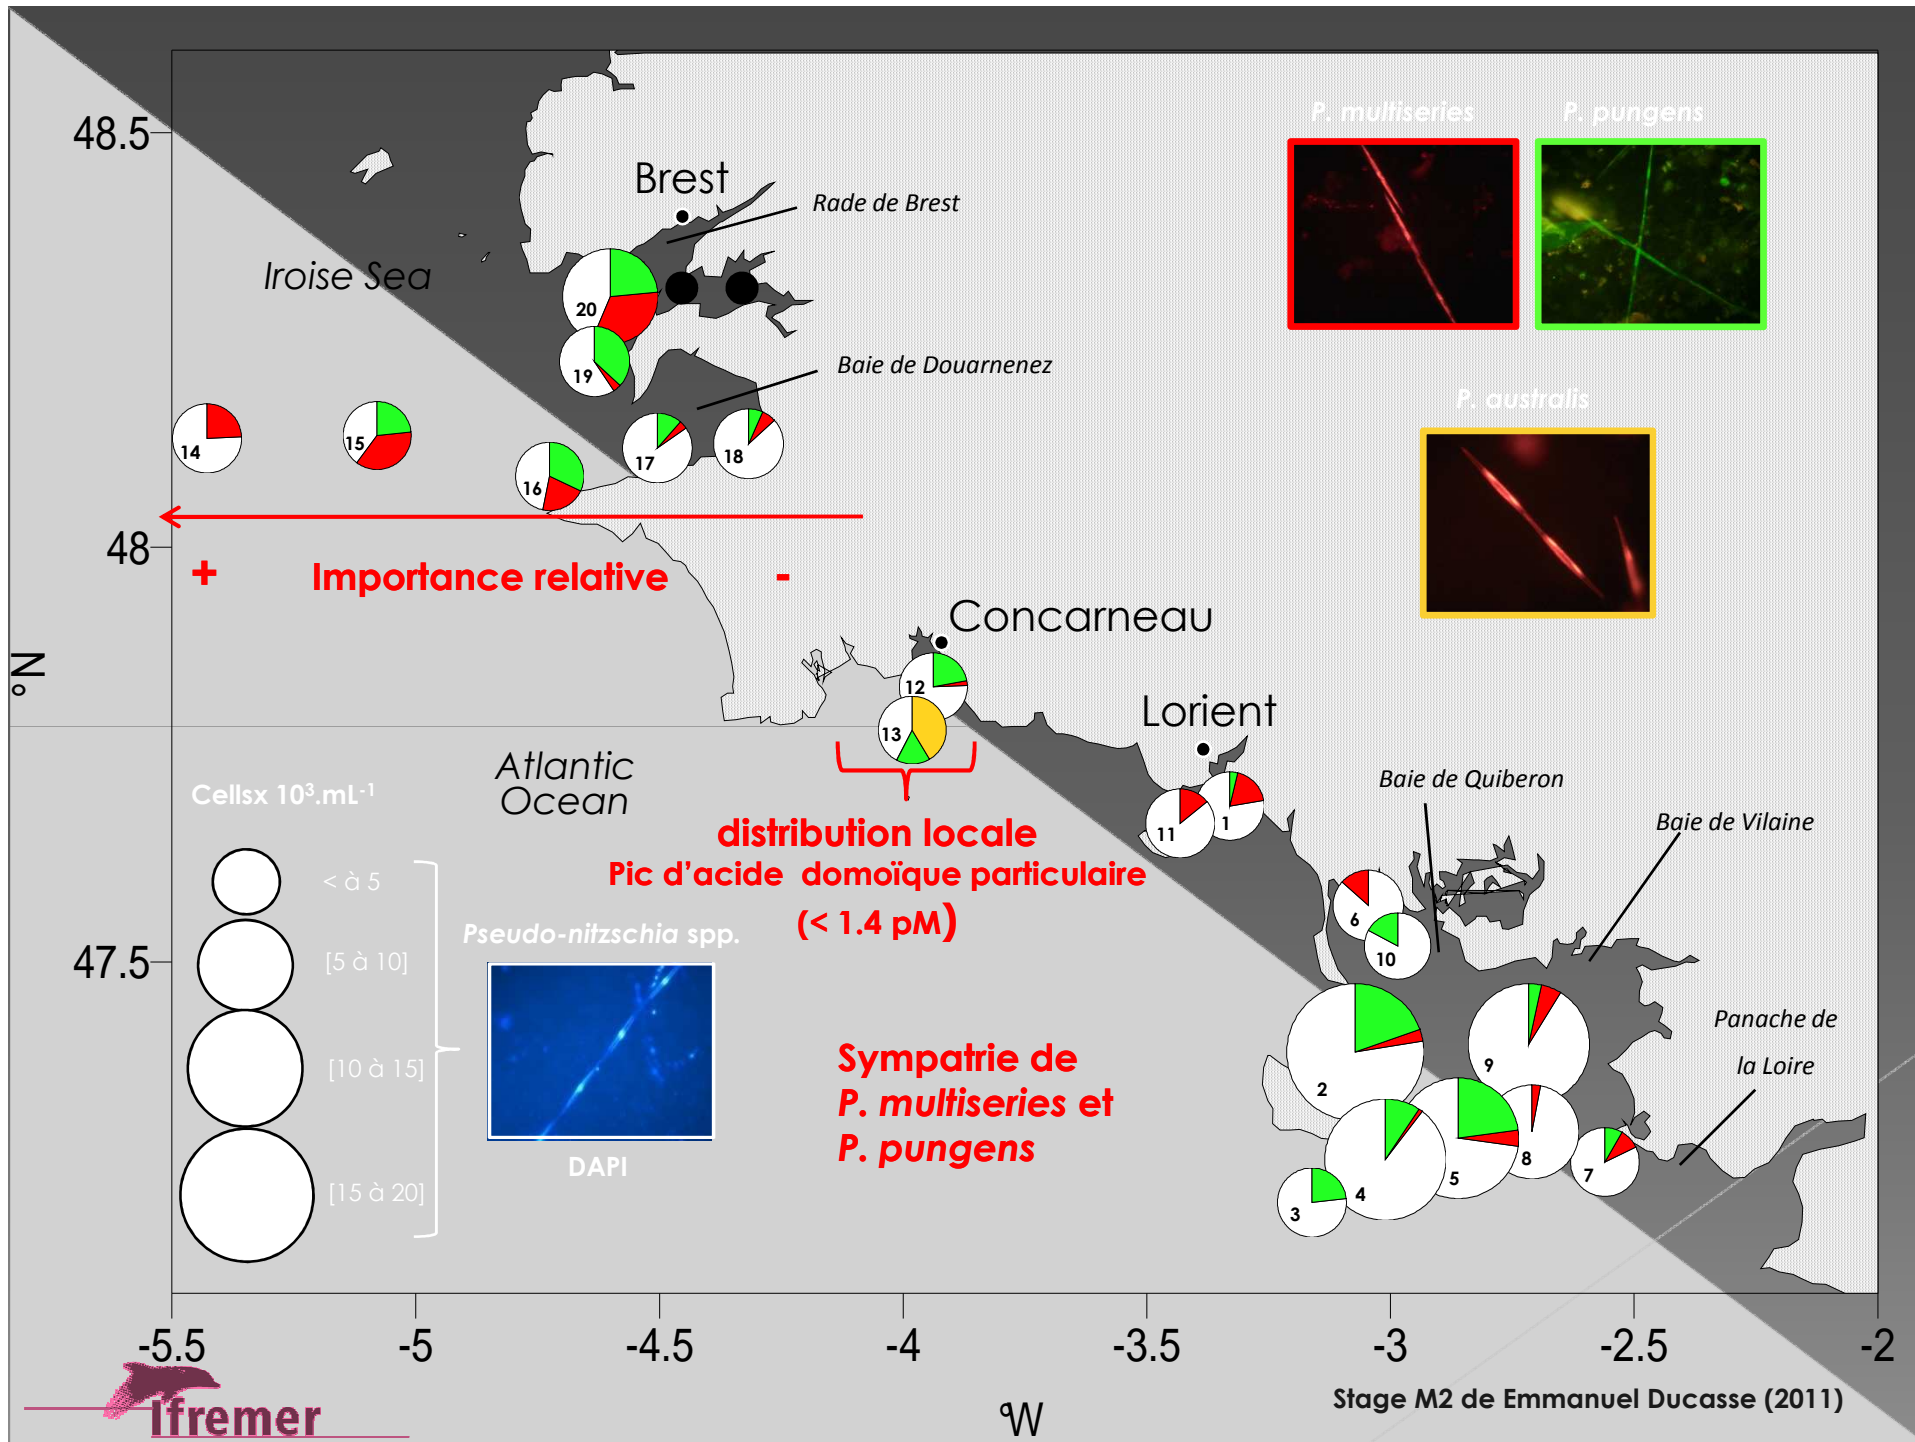 P. multiseries
P. pungens
48.5
Brest
Rade de Brest
Iroise Sea
20
19
Baie de Douarnenez
P. australis
14
15
16
17
18
48
+ Importance relative -
Concarneau
°N
12
13
Lorient
Atlantic
Ocean
Baie de Quiberon
Baie de Vilaine
Cellsx 10³.mL⁻¹
11
1
distribution locale
Pic d'acide domoïque particulaire
(< 1.4 pM)
< à 5
[5 à 10]
[10 à 15]
[15 à 20]
Pseudo-nitzschia spp.
DAPI
6
10
47.5
Sympatrie de
P. multiseries et
P. pungens
2
9
Panache de
la Loire
4
5
8
7
3
-5.5
-5
-4.5
-4
-3.5
-3
-2.5
-2
Ifremer
°W
Stage M2 de Emmanuel Ducasse (2011)